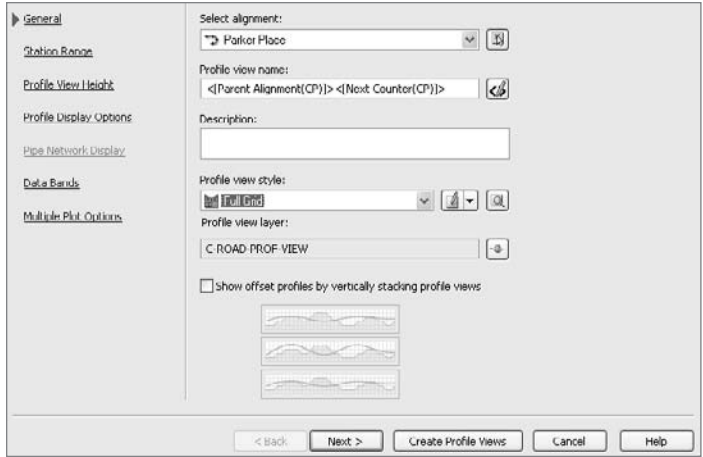 General
Station Range
Profile View Height
Profile Display Options
Pipe Network Display
Data Bands
Multiple Plot Options
Select alignment:
Parker Place
Profile view name:
<[Parent Alignment(CP)]><[Next Counter(CP)]>
Description:
Profile view style:
Full Grid
Profile view layer:
C-ROAD-PROF-VIEW
Show offset profiles by vertically stacking profile views
< Back
Next >
Create Profile Views
Cancel
Help